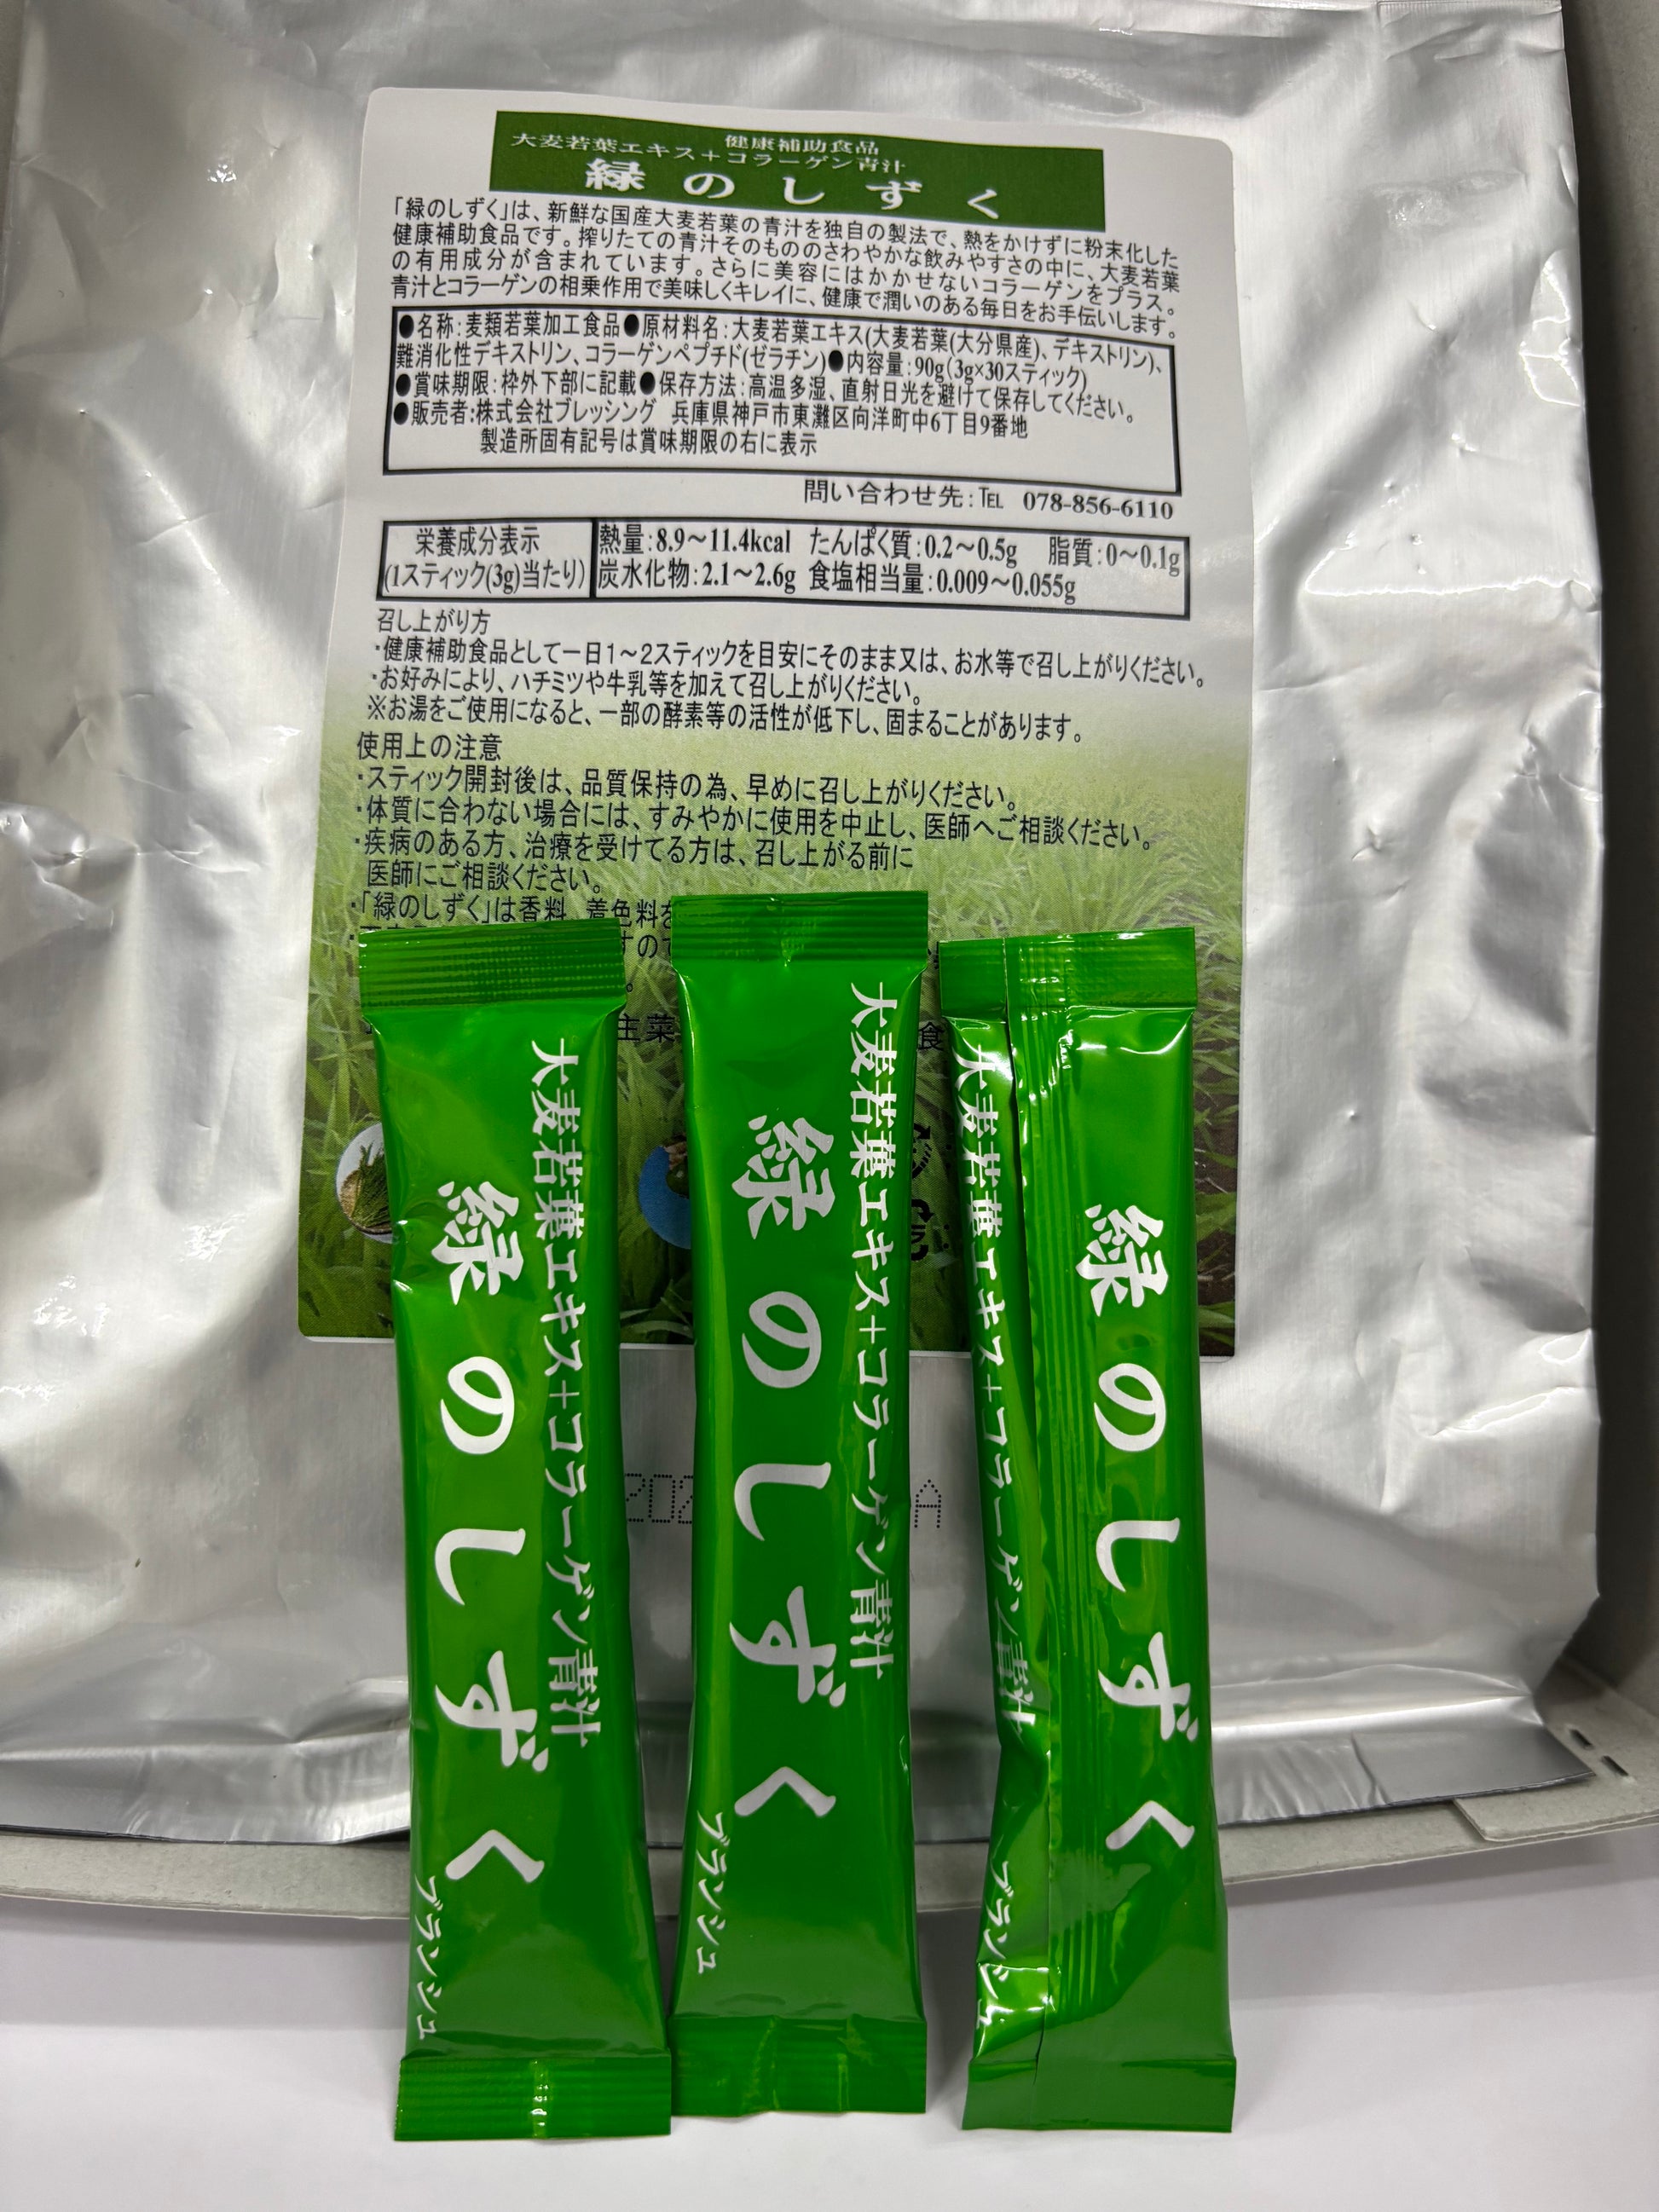 健康補助食品
大麦若葉エキス＋コラーゲン青汁
緑のしずく
「緑のしずく」は、新鮮な国産大麦若葉の青汁を独自の製法で、熱をかけずに粉末化した
健康補助食品です。搾りたての青汁そのもののさわやかな飲みやすさの中に、大麦若葉
の有用成分が含まれています。さらに美容にはかかせないコラーゲンをプラス。
青汁とコラーゲンの相乗作用で美味しくキレイに、健康で潤いのある毎日をお手伝いします。
●名称:麦類若葉加工食品●原材料名:大麦若葉エキス(大麦若葉(大分県産)、デキストリン)、
難消化性デキストリン、コラーゲンペプチド(ゼラチン)●内容量:90g(3g×30スティック)
●賞味期限:枠外下部に記載●保存方法:高温多湿、直射日光を避けて保存してください。
●販売者:株式会社ブレッシング 兵庫県神戸市東灘区向洋町中6丁目9番地
製造所固有記号は賞味期限の右に表示
問い合わせ先:TEL 078-856-6110
栄養成分表示
(1スティック(3g)当たり)
熱量:8.9～11.4kcal たんぱく質:0.2～0.5g 脂質:0～0.1g
炭水化物:2.1～2.6g 食塩相当量:0.009～0.055g
召し上がり方
・健康補助食品として一日1～2スティックを目安にそのまま又は、お水等で召し上がりください。
・お好みにより、ハチミツや牛乳等を加えて召し上がりください。
※お湯をご使用になると、一部の酵素等の活性が低下し、固まることがあります。
使用上の注意
・スティック開封後は、品質保持の為、早めに召し上がりください。
・体質に合わない場合には、すみやかに使用を中止し、医師へご相談ください。
・疾病のある方、治療を受けてる方は、召し上がる前に
医師にご相談ください。
・「緑のしずく」は香料、着色料を
すので
主菜
食
202
A
大麦若葉エキス＋コラーゲン青汁
緑のしずく
ブランシュ
大麦若葉エキス＋コラーゲン青汁
緑のしずく
ブランシュ
大麦若葉エキス＋コラーゲン青汁
緑のしずく
ブランシュ